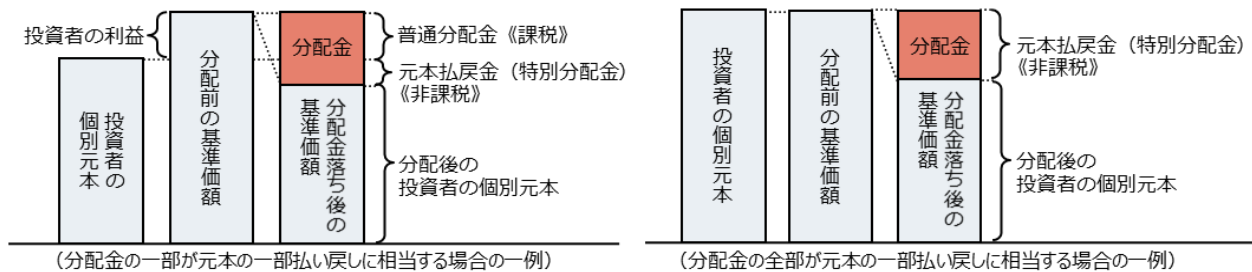 投資者の利益
投資者の
個別元本
分配前の基準価額
分配金
分配金落ち後の
基準価額
普通分配金《課税》
元本払戻金（特別分配金）
《非課税》
分配後の
投資者の個別元本
（分配金の一部が元本の一部払い戻しに相当する場合の一例）
投資者の個別元本
分配前の基準価額
分配金
分配金落ち後の
基準価額
元本払戻金（特別分配金）
《非課税》
分配後の
投資者の個別元本
（分配金の全部が元本の一部払い戻しに相当する場合の一例）